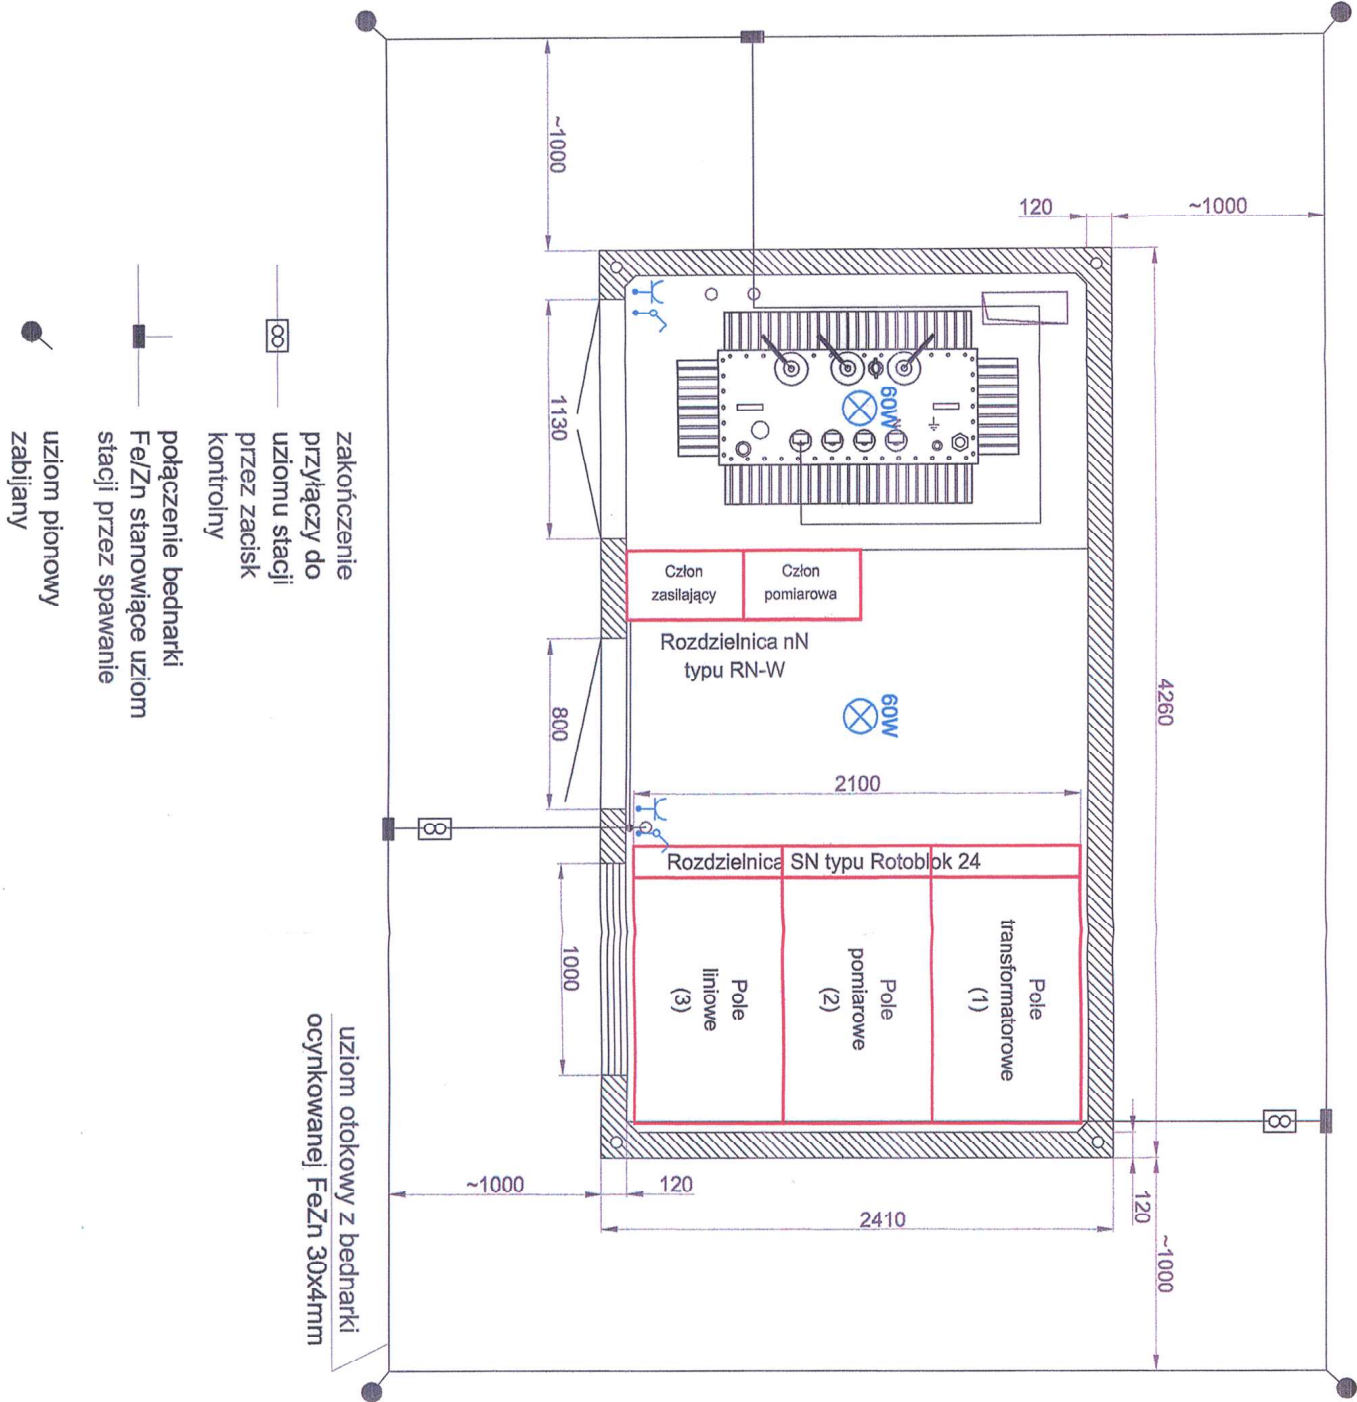 ~1000
120
~1000
1130
60W
4260
Człon
zasilający
Człon
pomiarowa
Rozdzielnica nN
typu RN-W
800
60W
2100
Rozdzielnica SN typu Rotoblok 24
1000
Pole
liniowe
(3)
Pole
pomiarowe
(2)
Pole
transformatorowe
(1)
8
8
~1000
120
2410
120
~1000
8
zakończenie
przyłączy do
uziomu stacji
przez zacisk
kontrolny
połączenie bednarki
Fe/Zn stanowiące uziom
stacji przez spawanie
uziom pionowy
zabijany
uziom otokowy z bednarki
ocynkowanej FeZn 30x4mm